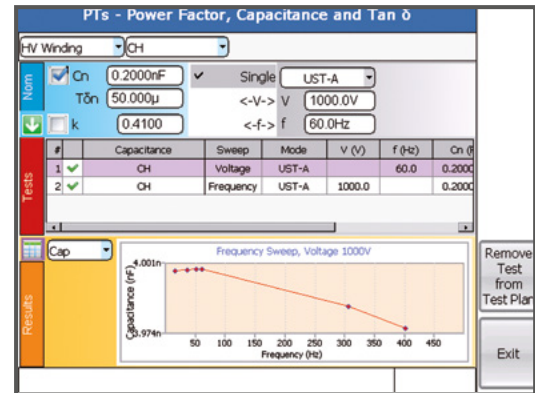 PTs - Power Factor, Capacitance and Tan δ
HV Winding CH
Nom
Cn 0.2000nF Single UST-A
Tδn 50.000µ <-V-> V 1000.0V
k 0.4100 <-f-> f 60.0Hz
Tests
# Capacitance Sweep Mode V (V) f (Hz) Cn (F
1 CH Voltage UST-A 60.0 0.2000
2 CH Frequency UST-A 1000.0 0.2000
Results
Cap
Frequency Sweep, Voltage 1000V
4.001n
Capacitance (nF)
3.974n
50 100 150 200 250 300 350 400 450
Frequency (Hz)
Remove
Test
from
Test Plan
Exit